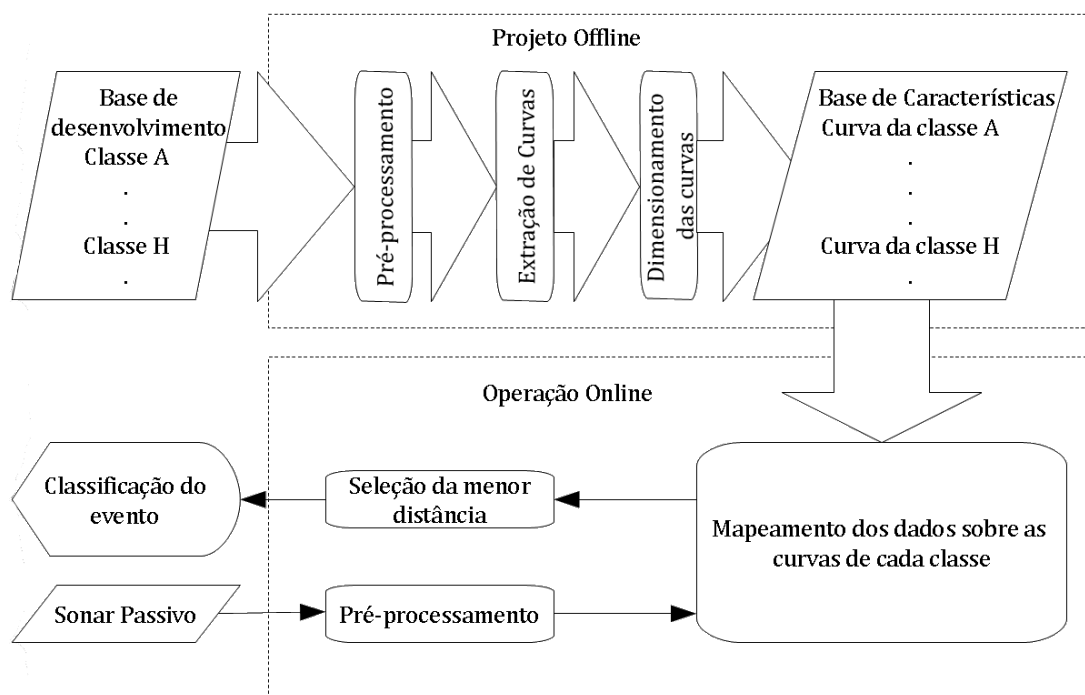 Projeto Offline
Base de
desenvolvimento
Classe A
.
.
Classe H
.
Pré-processamento
Extração de Curvas
Dimensionamento
das curvas
Base de Característicias
Curva da classe A
.
.
Curva da classe H
.
Operação Online
Classificação do
evento
Seleção da menor
distância
Mapeamento dos dados sobre as
curvas de cada classe
Sonar Passivo
Pré-processamento